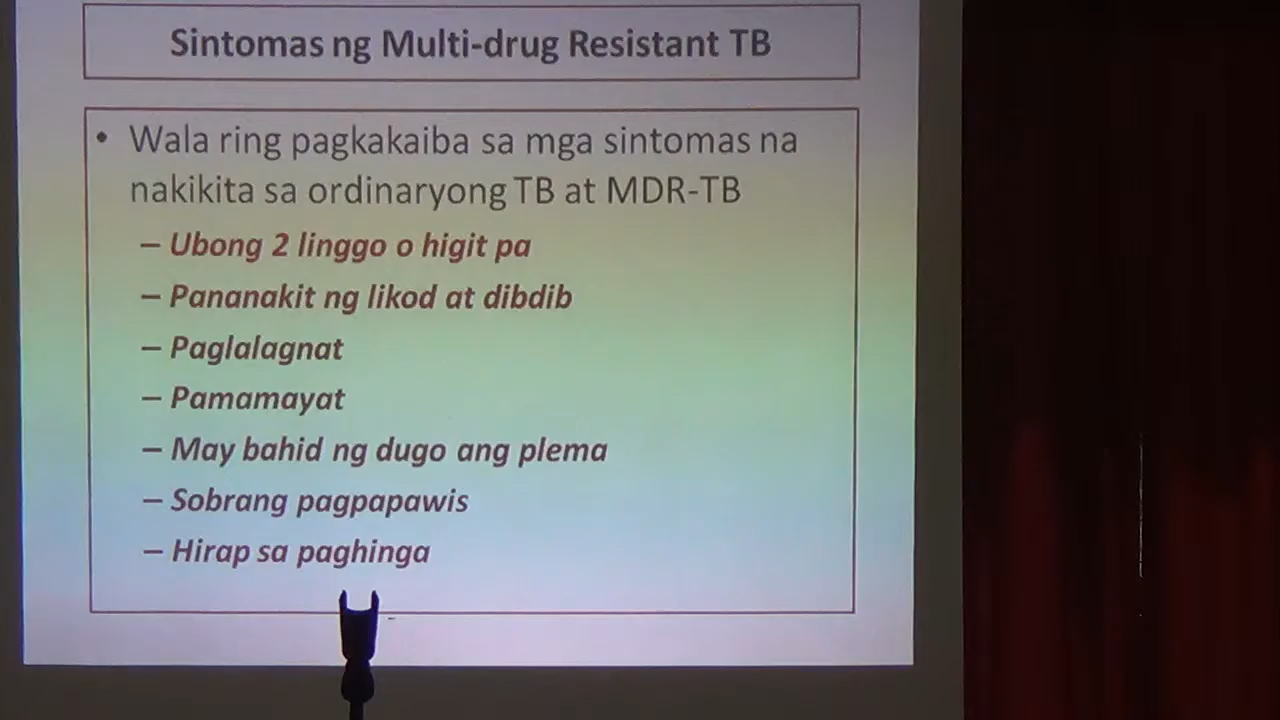 Sintomas ng Multi-drug Resistant TB
• Wala ring pagkakaiba sa mga sintomas na
nakikita sa ordinaryong TB at MDR-TB
– Ubong 2 linggo o higit pa
– Pananakit ng likod at dibdib
– Paglalagnat
– Pamamayat
– May bahid ng dugo ang plema
– Sobrang pagpapawis
– Hirap sa paghinga